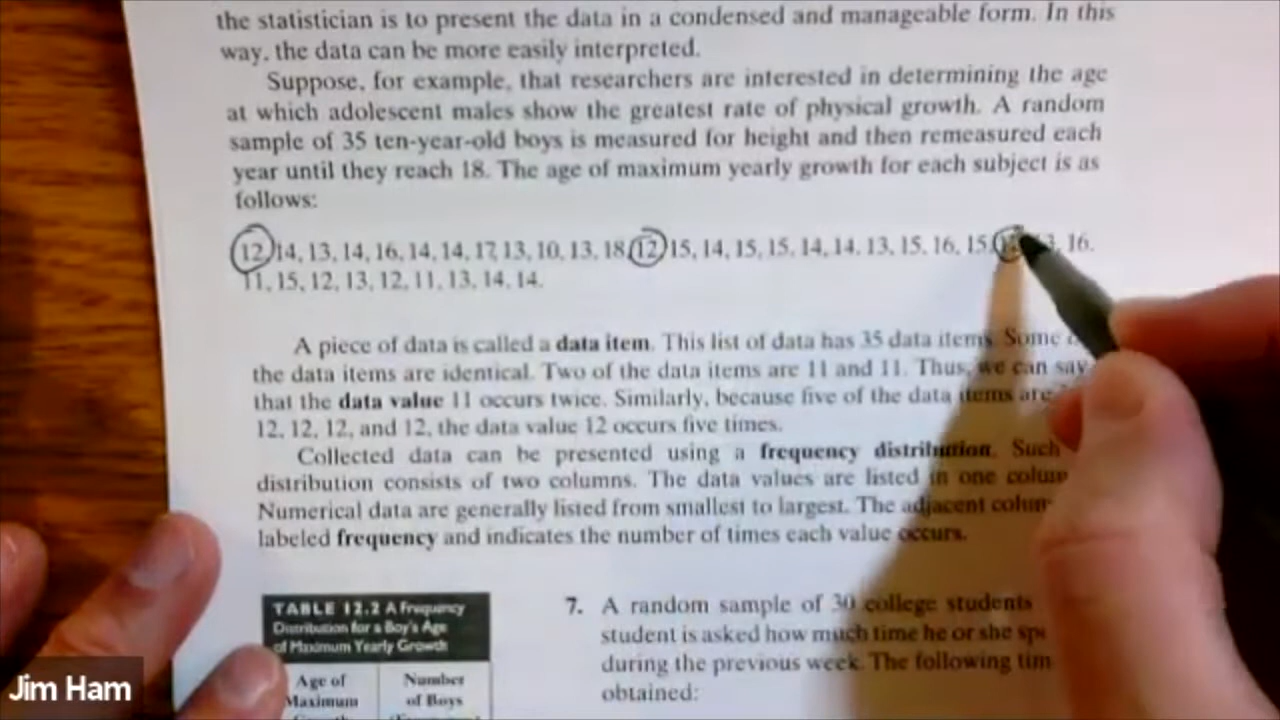 the statistician is to present the data in a condensed and manageable form. In this
way, the data can be more easily interpreted.
Suppose, for example, that researchers are interested in determining the age
at which adolescent males show the greatest rate of physical growth. A random
sample of 35 ten-year-old boys is measured for height and then remeasured each
year until they reach 18. The age of maximum yearly growth for each subject is as
follows:
12, 14, 13, 14, 16, 14, 14, 17, 13, 10, 13, 18, 12, 15, 14, 15, 15, 14, 14, 13, 15, 16, 15, 16,
11, 15, 12, 13, 12, 11, 13, 14, 14.
A piece of data is called a data item. This list of data has 35 data items. Some
the data items are identical. Two of the data items are 11 and 11. Thus, we can say
that the data value 11 occurs twice. Similarly, because five of the data items are
12, 12, 12, and 12, the data value 12 occurs five times.
Collected data can be presented using a frequency distribution. Such
distribution consists of two columns. The data values are listed in one
Numerical data are generally listed from smallest to largest. The adjacent
labeled frequency and indicates the number of times each value occurs.
TABLE 12.2 A Frequency
Distribution for a Boy's Age
of Maximum Yearly Growth
Age of Number
Maximum of Boys
7. A random sample of 30 college students
student is asked how much time he or she
during the previous week. The following
obtained:
Jim Ham